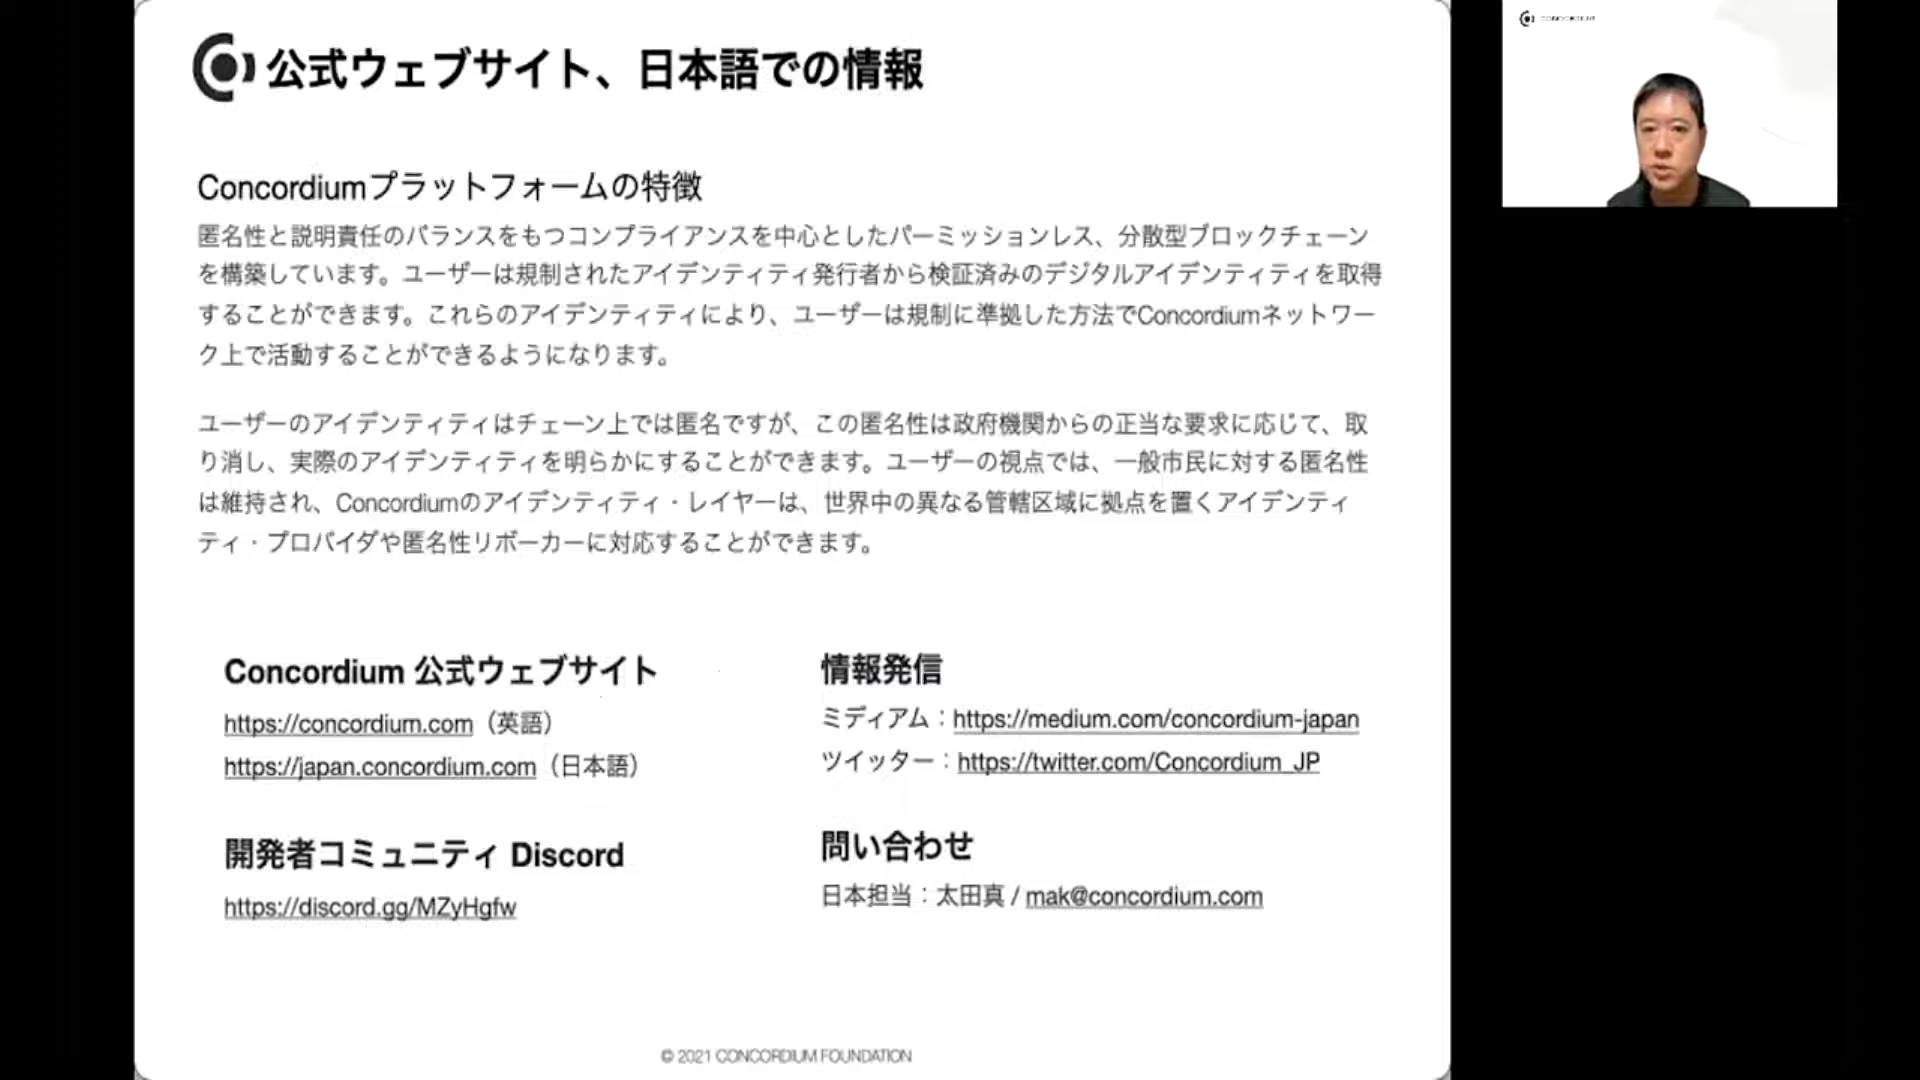 公式ウェブサイト、日本語での情報
Concordiumプラットフォームの特徴
匿名性と説明責任のバランスをもつコンプライアンスを中心としたパーミッションレス、分散型ブロックチェーン
を構築しています。ユーザーは規制されたアイデンティティ発行者から検証済みのデジタルアイデンティティを取得
することができます。これらのアイデンティティにより、ユーザーは規制に準拠した方法でConcordiumネットワー
ク上で活動することができるようになります。
ユーザーのアイデンティティはチェーン上では匿名ですが、この匿名性は政府機関からの正当な要求に応じて、取
り消し、実際のアイデンティティを明らかにすることができます。ユーザーの視点では、一般市民に対する匿名性
は維持され、Concordiumのアイデンティティ・レイヤーは、世界中の異なる管轄区域に拠点を置くアイデンティ
ティ・プロバイダや匿名性リボーカーに対応することができます。
Concordium 公式ウェブサイト
https://concordium.com（英語）
https://japan.concordium.com（日本語）
開発者コミュニティ Discord
https://discord.gg/MZyHgfw
情報発信
ミディアム：https://medium.com/concordium-japan
ツイッター：https://twitter.com/Concordium_JP
問い合わせ
日本担当：太田真 / mak@concordium.com
© 2021 CONCORDIUM FOUNDATION
CONCORDIUM